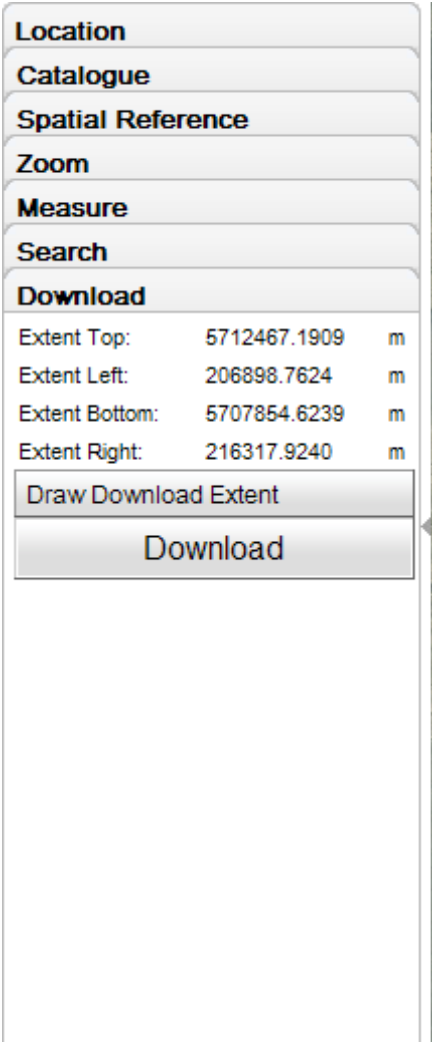 Location
Catalogue
Spatial Reference
Zoom
Measure
Search
Download
Extent Top: 5712467.1909 m
Extent Left: 206898.7624 m
Extent Bottom: 5707854.6239 m
Extent Right: 216317.9240 m
Draw Download Extent
Download